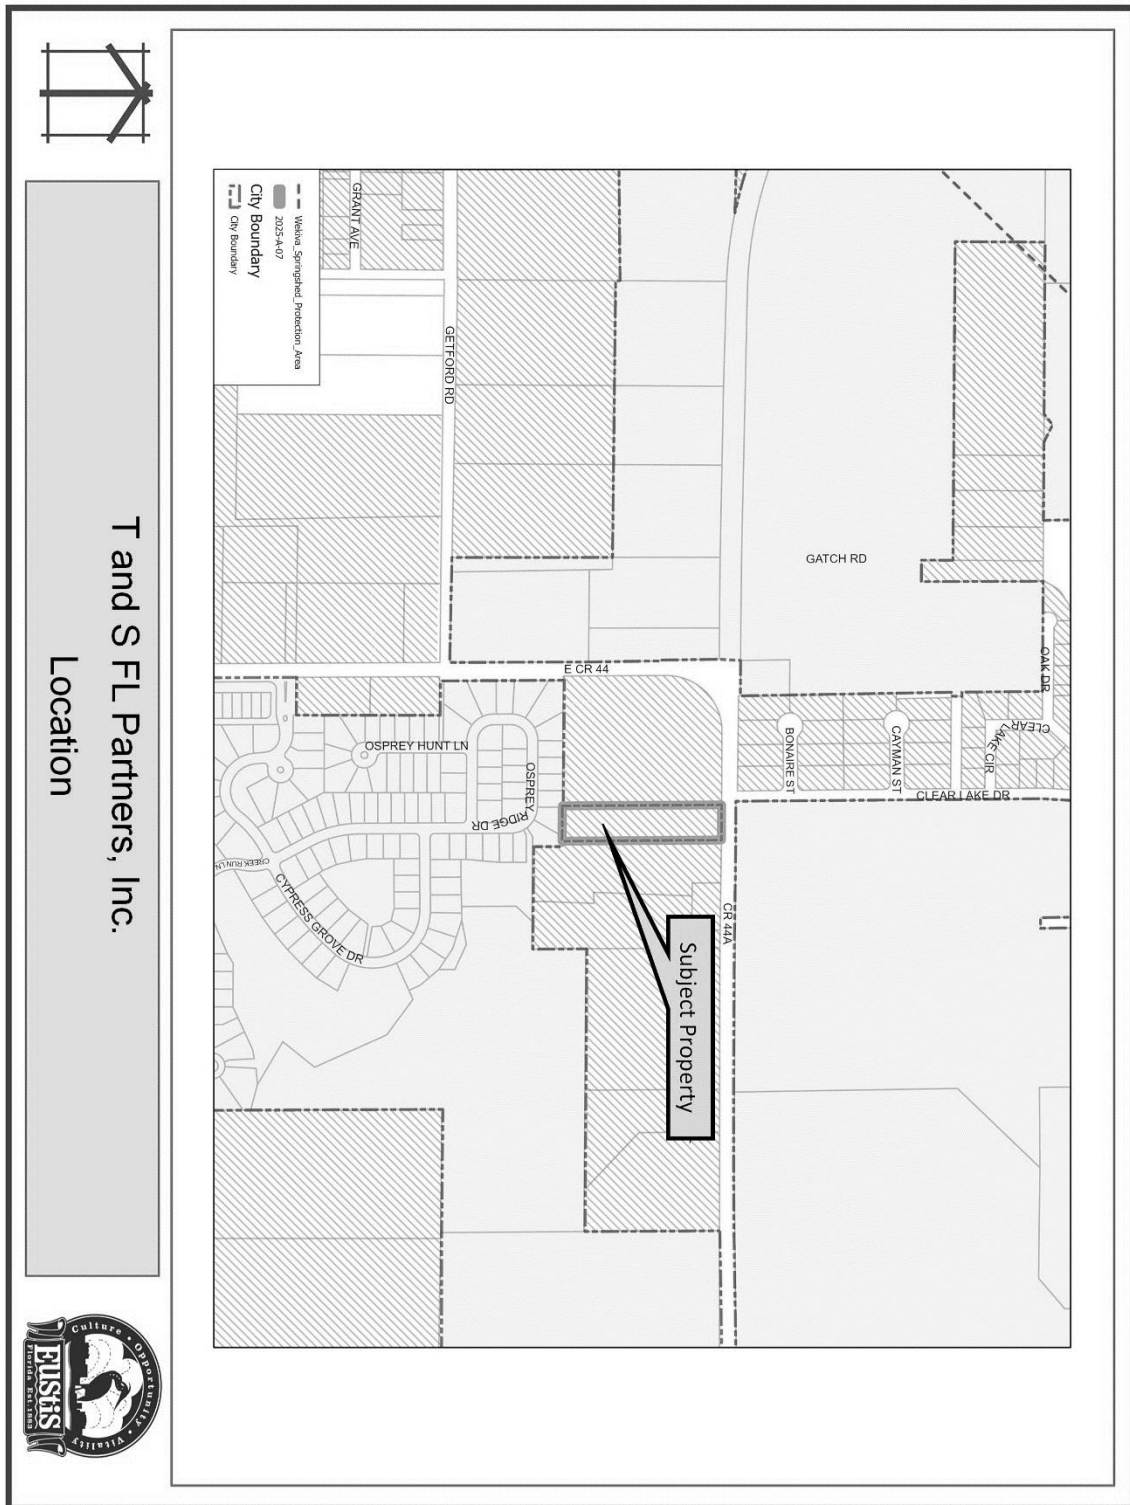 OAK DR
CLEAR
LAKE CIR
CLEAR LAKE DR
CAYMAN ST
BONAIRE ST
GATCH RD
CR 44A
Subject Property
E CR 44
OSPREY
RIDGE DR
OSPREY HUNT LN
CYPRESS GROVE DR
CREEK RUN LN
GETFORD RD
GRANT AVE
Wekiva_Springshed_Protection_Area
2025-A-07
City Boundary
City Boundary
T and S FL Partners, Inc.
Location
Culture • Opportunity • Vitality
EUSTIS
Florida Est. 1883